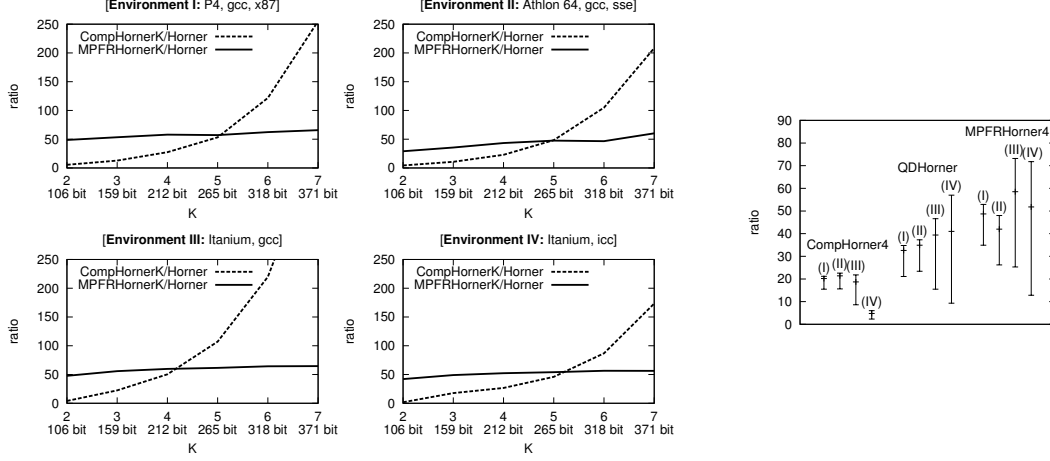 [Environment I: P4, gcc, x87]
250
200
150
100
50
0
ratio
CompHornerK/Horner
MPFRHornerK/Horner
2 3 4 5 6 7
106 bit 159 bit 212 bit 265 bit 318 bit 371 bit
K
[Environment II: Athlon 64, gcc, sse]
250
200
150
100
50
0
ratio
CompHornerK/Horner
MPFRHornerK/Horner
2 3 4 5 6 7
106 bit 159 bit 212 bit 265 bit 318 bit 371 bit
K
[Environment III: Itanium, gcc]
250
200
150
100
50
0
ratio
CompHornerK/Horner
MPFRHornerK/Horner
2 3 4 5 6 7
106 bit 159 bit 212 bit 265 bit 318 bit 371 bit
K
[Environment IV: Itanium, icc]
250
200
150
100
50
0
ratio
CompHornerK/Horner
MPFRHornerK/Horner
2 3 4 5 6 7
106 bit 159 bit 212 bit 265 bit 318 bit 371 bit
K
90
80
70
60
50
40
30
20
10
0
ratio
CompHorner4
(I) (II) (III) (IV)
QDHorner
(I) (II) (III) (IV)
MPFRHorner4
(I) (II) (III) (IV)